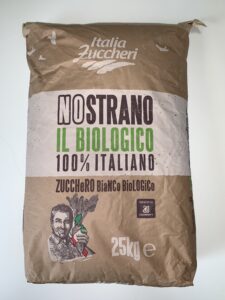 Italia
Zuccheri
NOSTRANO
IL BIOLOGICO
100% ITALIANO
ZUCCHeRO BiaNCo BioLoGiCo
25kg e